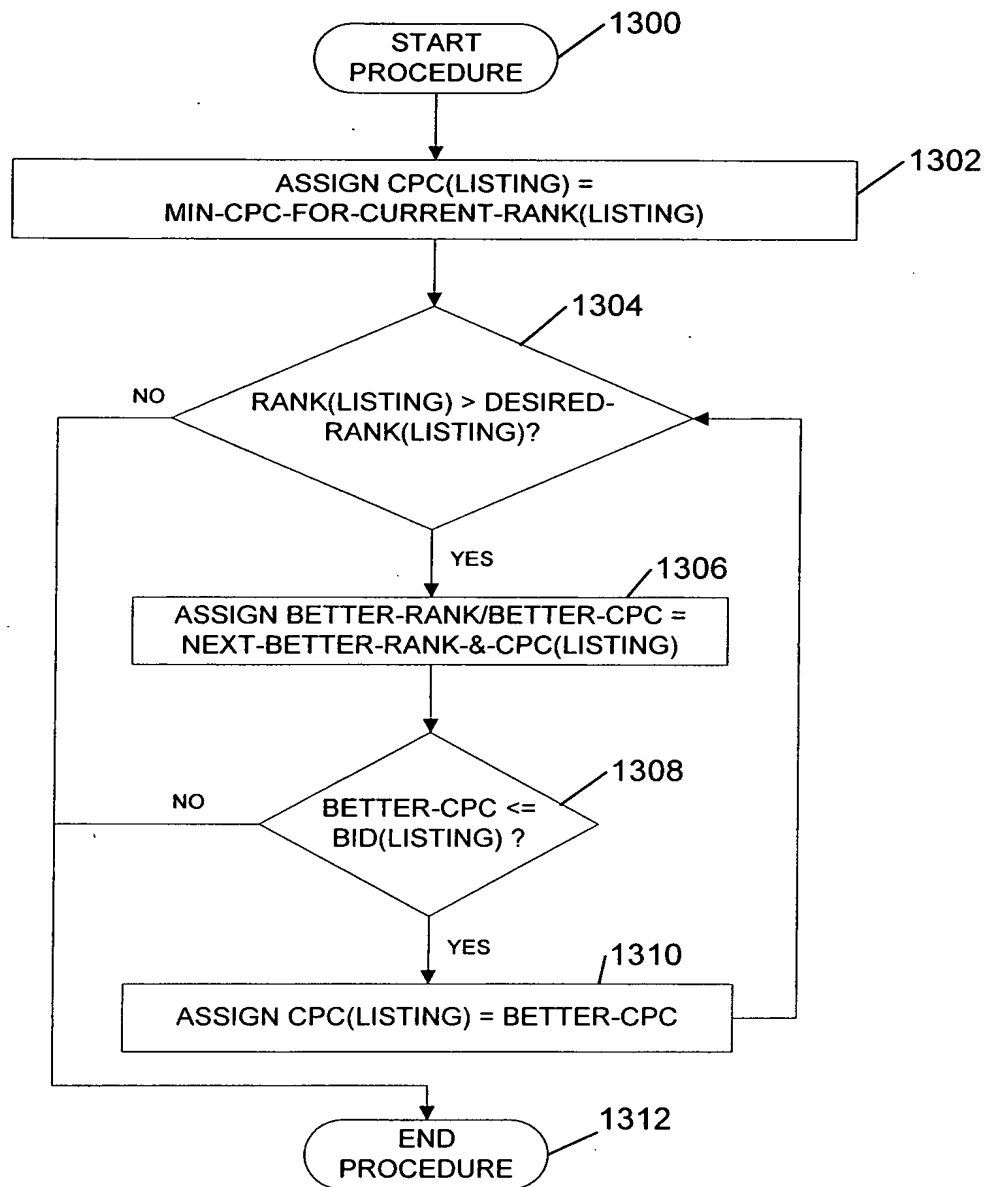 START
PROCEDURE
1300
ASSIGN CPC(LISTING) =
MIN-CPC-FOR-CURRENT-RANK(LISTING)
1302
1304
NO
RANK(LISTING) > DESIRED-
RANK(LISTING)?
YES
1306
ASSIGN BETTER-RANK/BETTER-CPC =
NEXT-BETTER-RANK-&-CPC(LISTING)
1308
NO
BETTER-CPC <=
BID(LISTING) ?
YES
1310
ASSIGN CPC(LISTING) = BETTER-CPC
END
PROCEDURE
1312